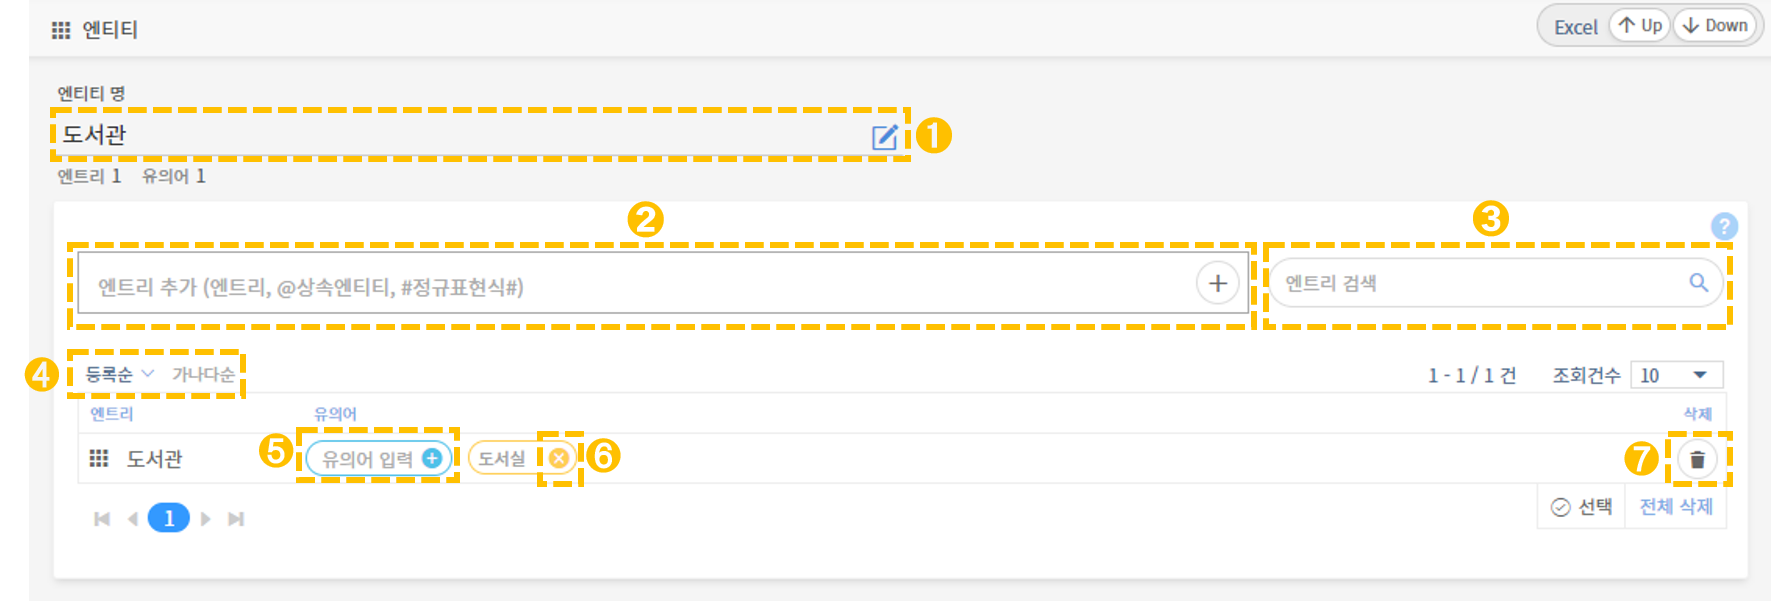 엔티티
Excel Up Down
엔티티 명
도서관 1
엔트리 1 유의어 1
2 3
?
엔트리 추가 (엔트리, @상속엔티티, #정규표현식#) + 엔트리 검색
4 등록순 가나다순 1 - 1 / 1 건 조회건수 10
엔트리 유의어 삭제
도서관 5 유의어 입력 도서실 6 7
1 선택 전체 삭제